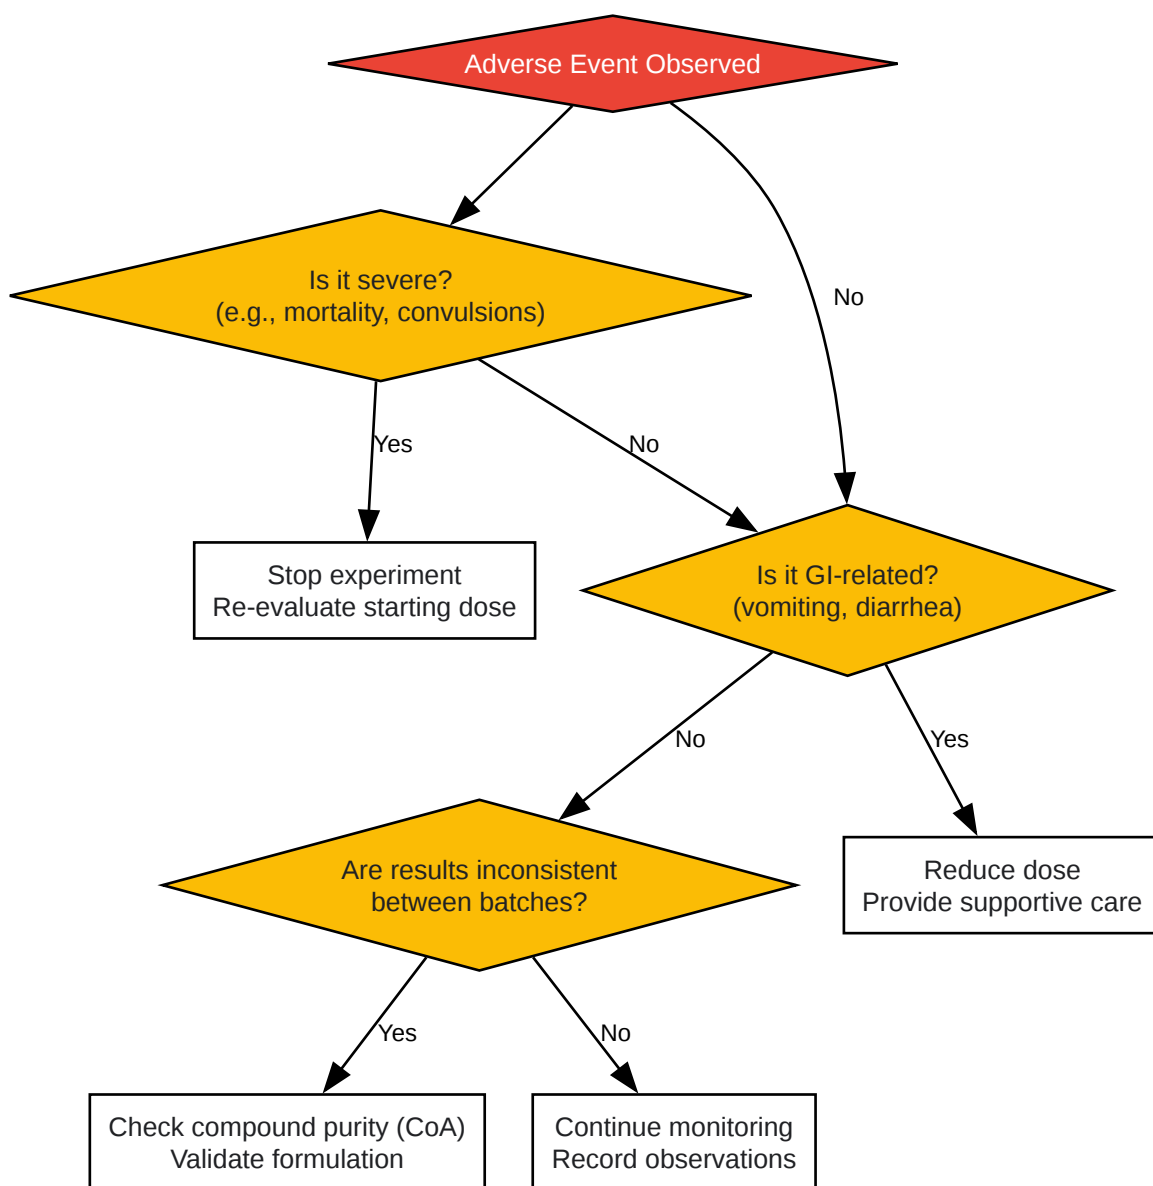 Adverse Event Observed
Is it severe?
(e.g., mortality, convulsions)
No
Yes
No
Stop experiment
Re-evaluate starting dose
Is it GI-related?
(vomiting, diarrhea)
No
Yes
Are results inconsistent
between batches?
Reduce dose
Provide supportive care
Yes
No
Check compound purity (CoA)
Validate formulation
Continue monitoring
Record observations